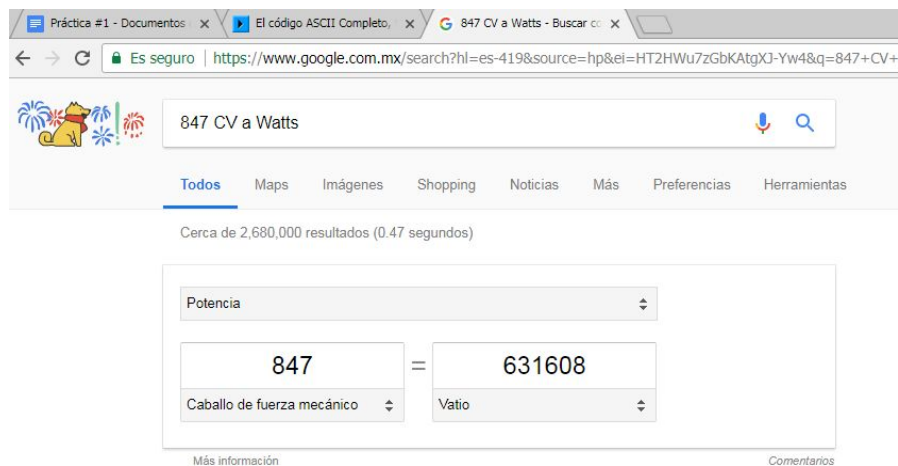 Práctica #1 - Documentos
El código ASCII Completo,
847 CV a Watts - Buscar co
Es seguro https://www.google.com.mx/search?hl=es-419&source=hp&ei=HT2HWu7zGbKAtgXJ-Yw4&q=847+CV+
847 CV a Watts
Todos Maps Imágenes Shopping Noticias Más Preferencias Herramientas
Cerca de 2,680,000 resultados (0.47 segundos)
Potencia
847 = 631608
Caballo de fuerza mecánico Vatio
Más información Comentarios